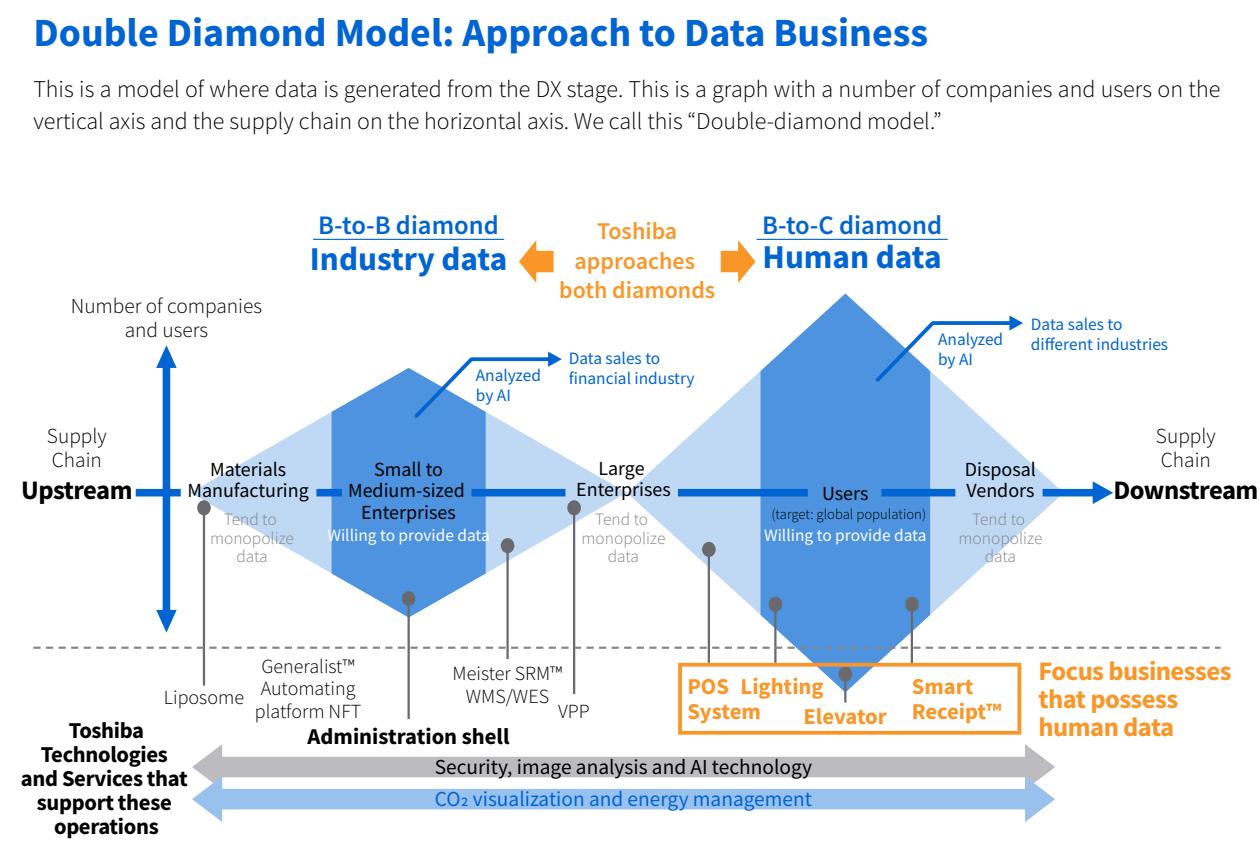 Double Diamond Model: Approach to Data Business
This is a model of where data is generated from the DX stage. This is a graph with a number of companies and users on the
vertical axis and the supply chain on the horizontal axis. We call this “Double-diamond model.”
B-to-B diamond
Industry data
Toshiba
approaches
both diamonds
B-to-C diamond
Human data
Number of companies
and users
Analyzed
by AI
Data sales to
financial industry
Analyzed
by AI
Data sales to
different industries
Supply
Chain
Upstream
Materials
Manufacturing
Tend to
monopolize
data
Small to
Medium-sized
Enterprises
Willing to provide data
Large
Enterprises
Tend to
monopolize
data
Users
(target: global population)
Willing to provide data
Disposal
Vendors
Tend to
monopolize
data
Supply
Chain
Downstream
Liposome
Generalist™
Automating
platform NFT
Administration shell
Meister SRM™
WMS/WES
VPP
POS
System
Lighting
Elevator
Smart
Receipt™
Focus businesses
that possess
human data
Toshiba
Technologies
and Services that
support these
operations
Security, image analysis and AI technology
CO₂ visualization and energy management